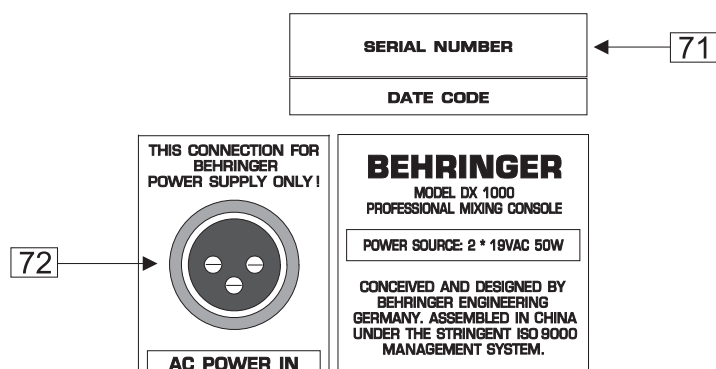 SERIAL NUMBER
71
DATE CODE
THIS CONNECTION FOR
BEHRINGER
POWER SUPPLY ONLY!
72
AC POWER IN
BEHRINGER
MODEL DX 1000
PROFESSIONAL MIXING CONSOLE
POWER SOURCE: 2 * 19VAC 50W
CONCEIVED AND DESIGNED BY
BEHRINGER ENGINEERING
GERMANY. ASSEMBLED IN CHINA
UNDER THE STRINGENT ISO 9000
MANAGEMENT SYSTEM.